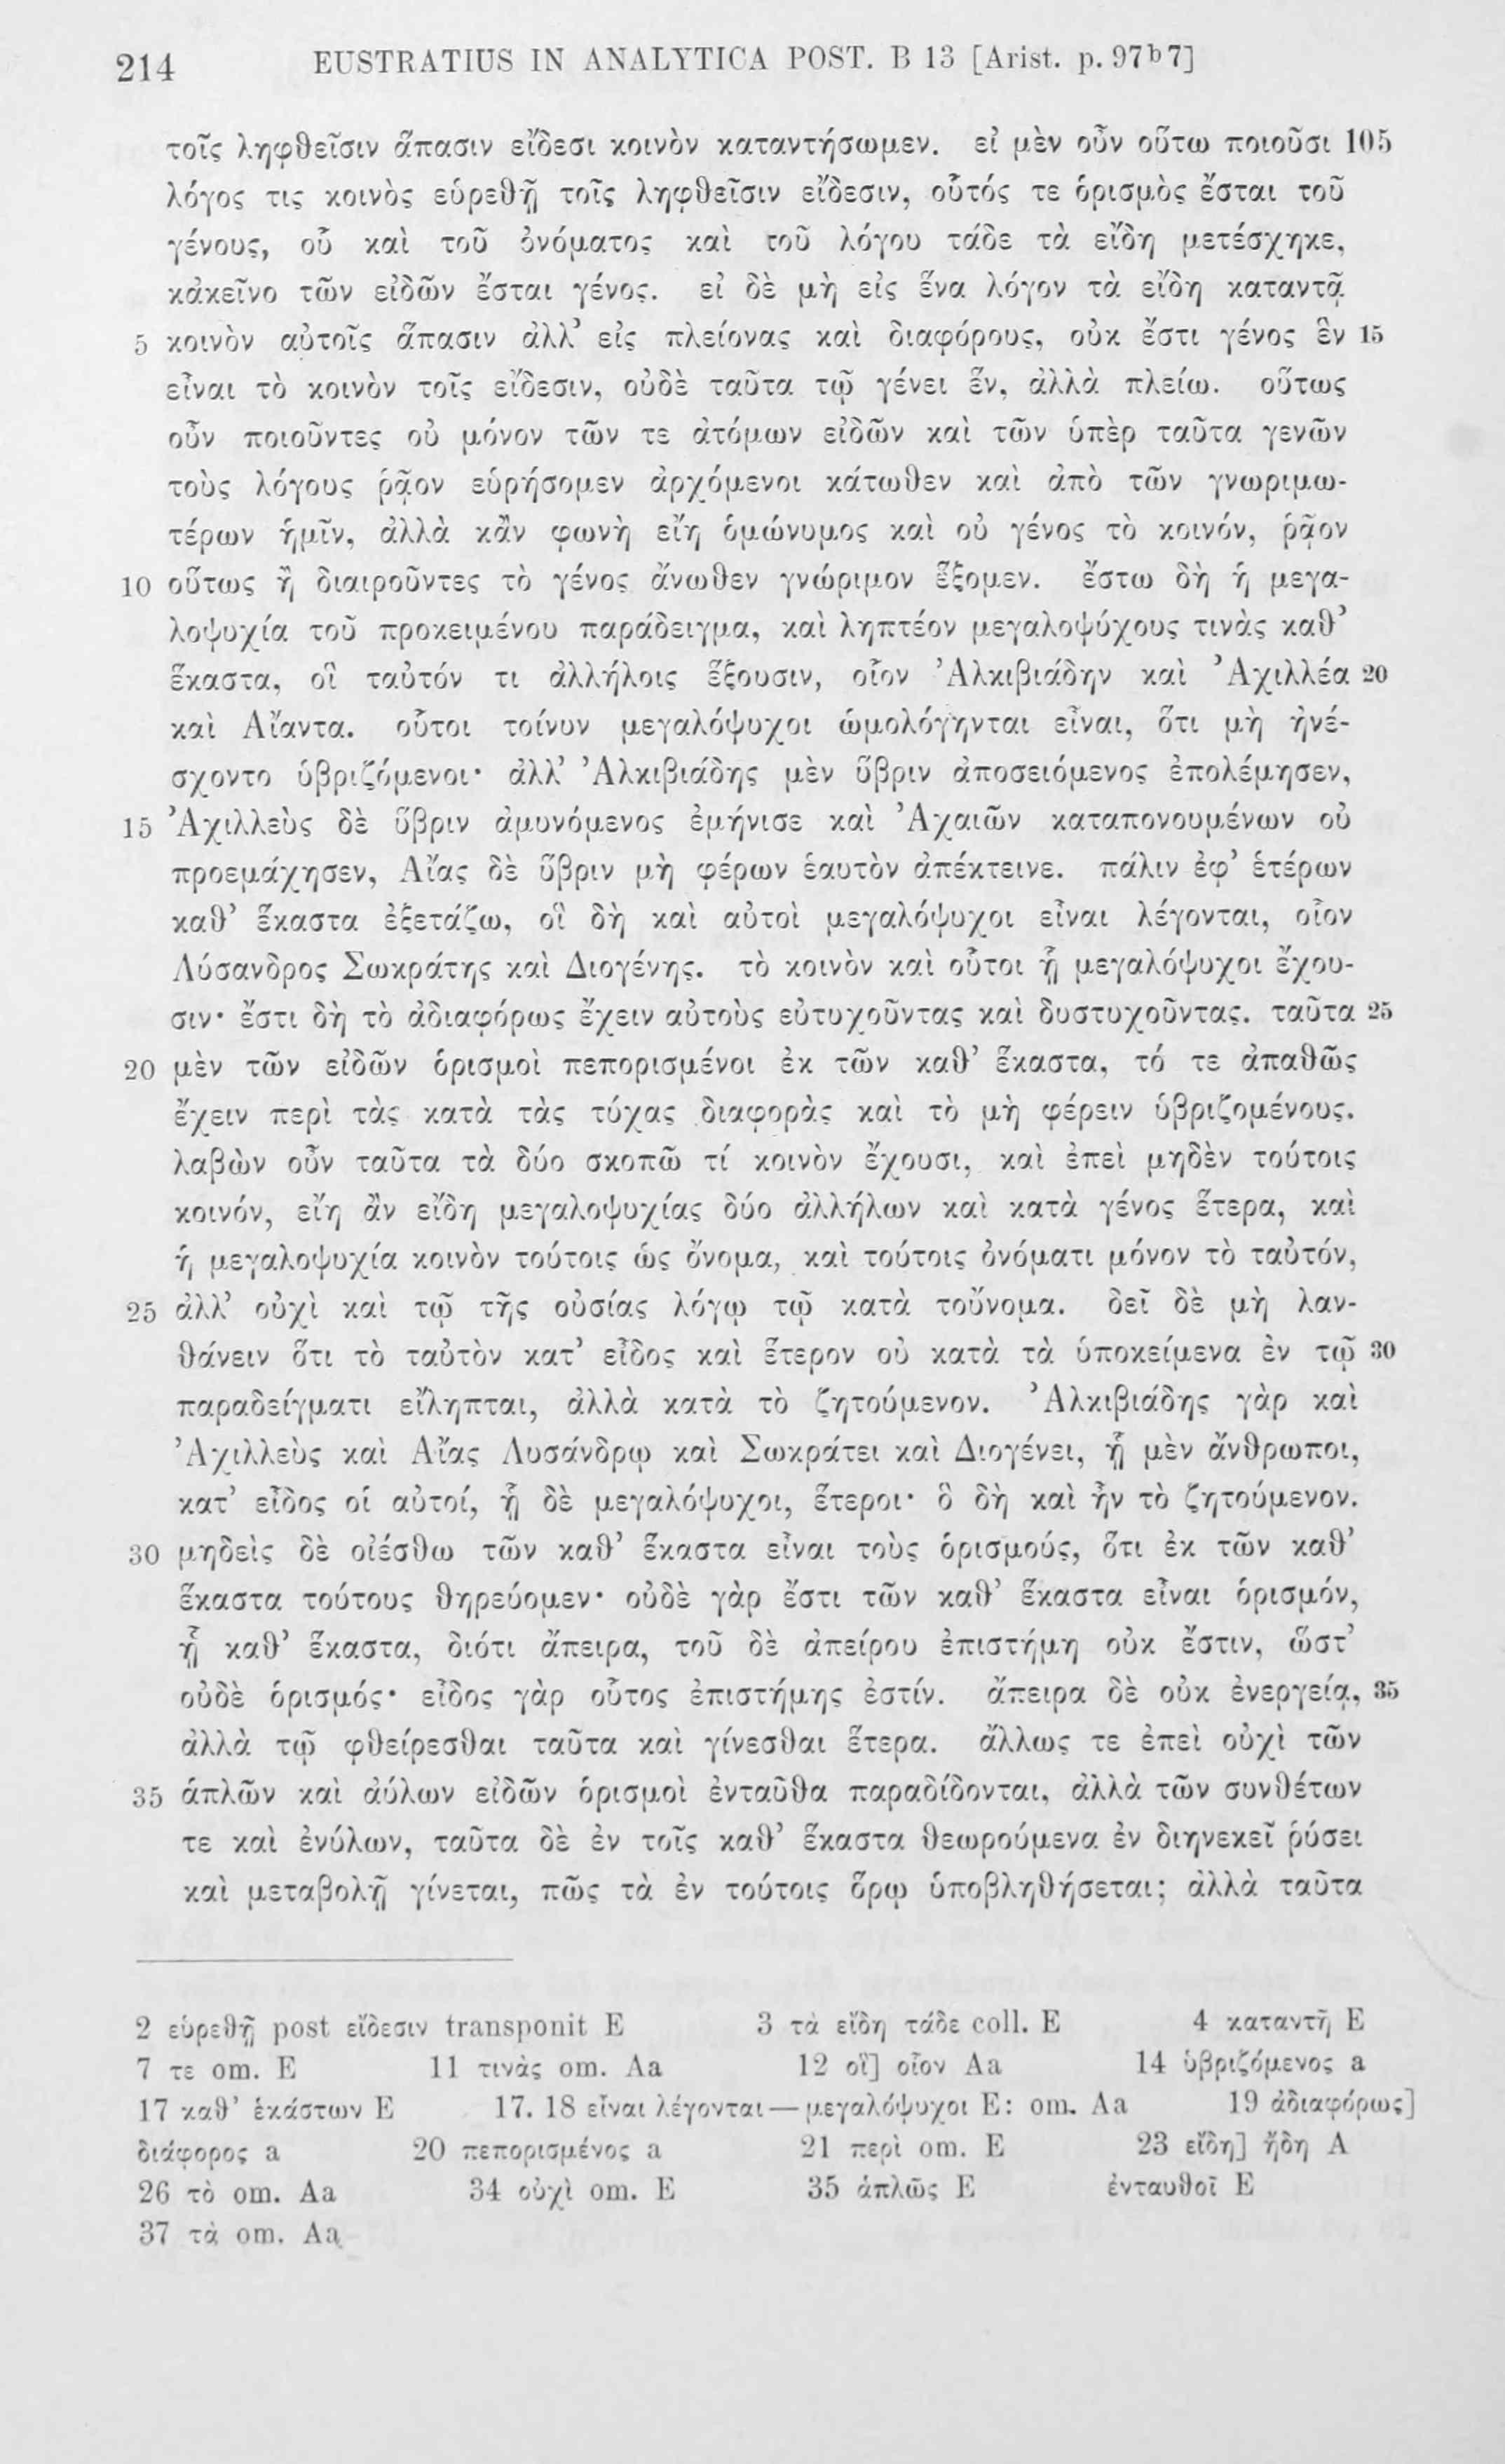 214 EUSTRATIUS IN ANALYTICA POST. B 13 [Arist. p. 97ᵇ7]
τοῖς ληφθεῖσιν ἅπασιν εἴδεσι κοινὸν καταντήσωμεν. εἰ μὲν οὖν οὕτω ποιοῦσι 105
λόγος τις κοινὸς εὑρεθῇ τοῖς ληφθεῖσιν εἴδεσιν, οὗτός τε ὁρισμὸς ἔσται τοῦ
γένους, οὗ καὶ τοῦ ὀνόματος καὶ τοῦ λόγου τάδε τὰ εἴδη μετέσχηκε,
κἀκεῖνο τῶν εἰδῶν ἔσται γένος. εἰ δὲ μὴ εἰς ἕνα λόγον τὰ εἴδη καταντᾷ
5 κοινὸν αὐτοῖς ἅπασιν ἀλλ’ εἰς πλείονας καὶ διαφόρους, οὐκ ἔστι γένος ἓν 15
εἶναι τὸ κοινὸν τοῖς εἴδεσιν, οὐδὲ ταῦτα τῷ γένει ἕν, ἀλλὰ πλείω. οὕτως
οὖν ποιοῦντες οὐ μόνον τῶν τε ἀτόμων εἰδῶν καὶ τῶν ὑπὲρ ταῦτα γενῶν
τοὺς λόγους ῥᾷον εὑρήσομεν ἀρχόμενοι κάτωθεν καὶ ἀπὸ τῶν γνωριμω-
τέρων ἡμῖν, ἀλλὰ κἂν φωνὴ εἴη ὁμώνυμος καὶ οὐ γένος τὸ κοινόν, ῥᾷον
10 οὕτως ἢ διαιροῦντες τὸ γένος ἄνωθεν γνώριμον ἕξομεν. ἔστω δὴ ἡ μεγα-
λοψυχία τοῦ προκειμένου παράδειγμα, καὶ ληπτέον μεγαλοψύχους τινὰς καθ’
ἕκαστα, οἳ ταὐτόν τι ἀλλήλοις ἕξουσιν, οἷον Ἀλκιβιάδην καὶ Ἀχιλλέα 20
καὶ Αἴαντα. οὗτοι τοίνυν μεγαλόψυχοι ὡμολόγηνται εἶναι, ὅτι μὴ ἠνέ-
σχοντο ὑβριζόμενοι· ἀλλ’ Ἀλκιβιάδης μὲν ὕβριν ἀποσειόμενος ἐπολέμησεν,
15 Ἀχιλλεὺς δὲ ὕβριν ἀμυνόμενος ἐμήνισε καὶ Ἀχαιῶν καταπονουμένων οὐ
προεμάχησεν, Αἴας δὲ ὕβριν μὴ φέρων ἑαυτὸν ἀπέκτεινε. πάλιν ἐφ’ ἑτέρων
καθ’ ἕκαστα ἐξετάζω, οἳ δὴ καὶ αὐτοὶ μεγαλόψυχοι εἶναι λέγονται, οἷον
Λύσανδρος Σωκράτης καὶ Διογένης. τὸ κοινὸν καὶ οὗτοι ᾗ μεγαλόψυχοι ἔχου-
σιν· ἔστι δὴ τὸ ἀδιαφόρως ἔχειν αὐτοὺς εὐτυχοῦντας καὶ δυστυχοῦντας. ταῦτα 25
20 μὲν τῶν εἰδῶν ὁρισμοὶ πεπορισμένοι ἐκ τῶν καθ’ ἕκαστα, τό τε ἀπαθῶς
ἔχειν περὶ τὰς κατὰ τὰς τύχας διαφορὰς καὶ τὸ μὴ φέρειν ὑβριζομένους.
λαβὼν οὖν ταῦτα τὰ δύο σκοπῶ τί κοινὸν ἔχουσι, καὶ ἐπεὶ μηδὲν τούτοις
κοινόν, εἴη ἂν εἴδη μεγαλοψυχίας δύο ἀλλήλων καὶ κατὰ γένος ἕτερα, καὶ
ἡ μεγαλοψυχία κοινὸν τούτοις ὡς ὄνομα, καὶ τούτοις ὀνόματι μόνον τὸ ταὐτόν,
25 ἀλλ’ οὐχὶ καὶ τῷ τῆς οὐσίας λόγῳ τῷ κατὰ τοὔνομα. δεῖ δὲ μὴ λαν-
θάνειν ὅτι τὸ ταὐτὸν κατ’ εἶδος καὶ ἕτερον οὐ κατὰ τὰ ὑποκείμενα ἐν τῷ 30
παραδείγματι εἴληπται, ἀλλὰ κατὰ τὸ ζητούμενον. Ἀλκιβιάδης γὰρ καὶ
Ἀχιλλεὺς καὶ Αἴας Λυσάνδρῳ καὶ Σωκράτει καὶ Διογένει, ᾗ μὲν ἄνθρωποι,
κατ’ εἶδος οἱ αὐτοί, ᾗ δὲ μεγαλόψυχοι, ἕτεροι· ὃ δὴ καὶ ἦν τὸ ζητούμενον.
30 μηδεὶς δὲ οἰέσθω τῶν καθ’ ἕκαστα εἶναι τοὺς ὁρισμούς, ὅτι ἐκ τῶν καθ’
ἕκαστα τούτους θηρεύομεν· οὐδὲ γὰρ ἔστι τῶν καθ’ ἕκαστα εἶναι ὁρισμόν,
ᾗ καθ’ ἕκαστα, διότι ἄπειρα, τοῦ δὲ ἀπείρου ἐπιστήμη οὐκ ἔστιν, ὥστ’
οὐδὲ ὁρισμός· εἶδος γὰρ οὗτος ἐπιστήμης ἐστίν. ἄπειρα δὲ οὐκ ἐνεργείᾳ, 35
ἀλλὰ τῷ φθείρεσθαι ταῦτα καὶ γίνεσθαι ἕτερα. ἄλλως τε ἐπεὶ οὐχὶ τῶν
35 ἁπλῶν καὶ ἀύλων εἰδῶν ὁρισμοὶ ἐνταῦθα παραδίδονται, ἀλλὰ τῶν συνθέτων
τε καὶ ἐνύλων, ταῦτα δὲ ἐν τοῖς καθ’ ἕκαστα θεωρούμενα ἐν διηνεκεῖ ῥύσει
καὶ μεταβολῇ γίνεται, πῶς τὰ ἐν τούτοις ὅρῳ ὑποβληθήσεται; ἀλλὰ ταῦτα
2 εὑρεθῇ post εἴδεσιν transponit E 3 τὰ εἴδη τάδε coll. E 4 καταντῇ E
7 τε om. E 11 τινὰς om. Aa 12 οἳ] οἷον Aa 14 ὑβριζόμενος a
17 καθ’ ἑκάστων E 17. 18 εἶναι λέγονται—μεγαλόψυχοι E: om. Aa 19 ἀδιαφόρως]
διάφορος a 20 πεπορισμένος a 21 περὶ om. E 23 εἴδη] ἤδη A
26 τὸ om. Aa 34 οὐχὶ om. E 35 ἁπλῶς E ἐνταυθοῖ E
37 τὰ om. Aa